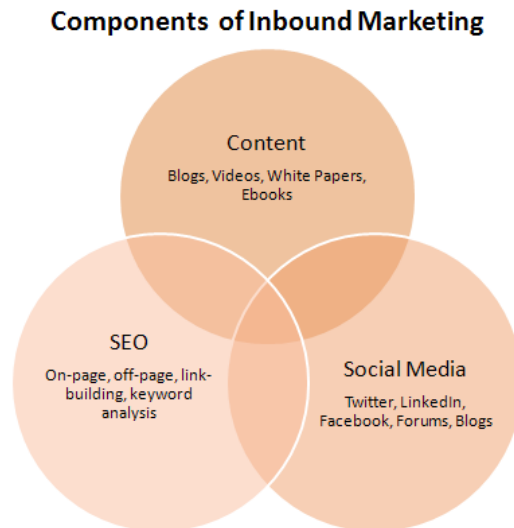 Components of Inbound Marketing
Content
Blogs, Videos, White Papers,
Ebooks
SEO
On-page, off-page, link-
building, keyword
analysis
Social Media
Twitter, LinkedIn,
Facebook, Forums, Blogs